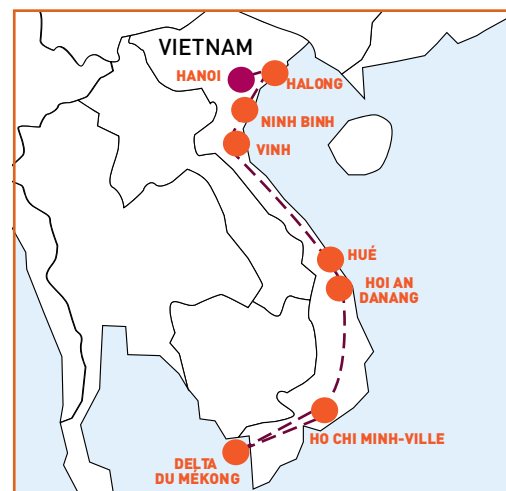 VIETNAM
HANOI
HALONG
NINH BINH
VINH
HUÉ
HOI AN
DANANG
HO CHI MINH-VILLE
DELTA
DU MÉKONG